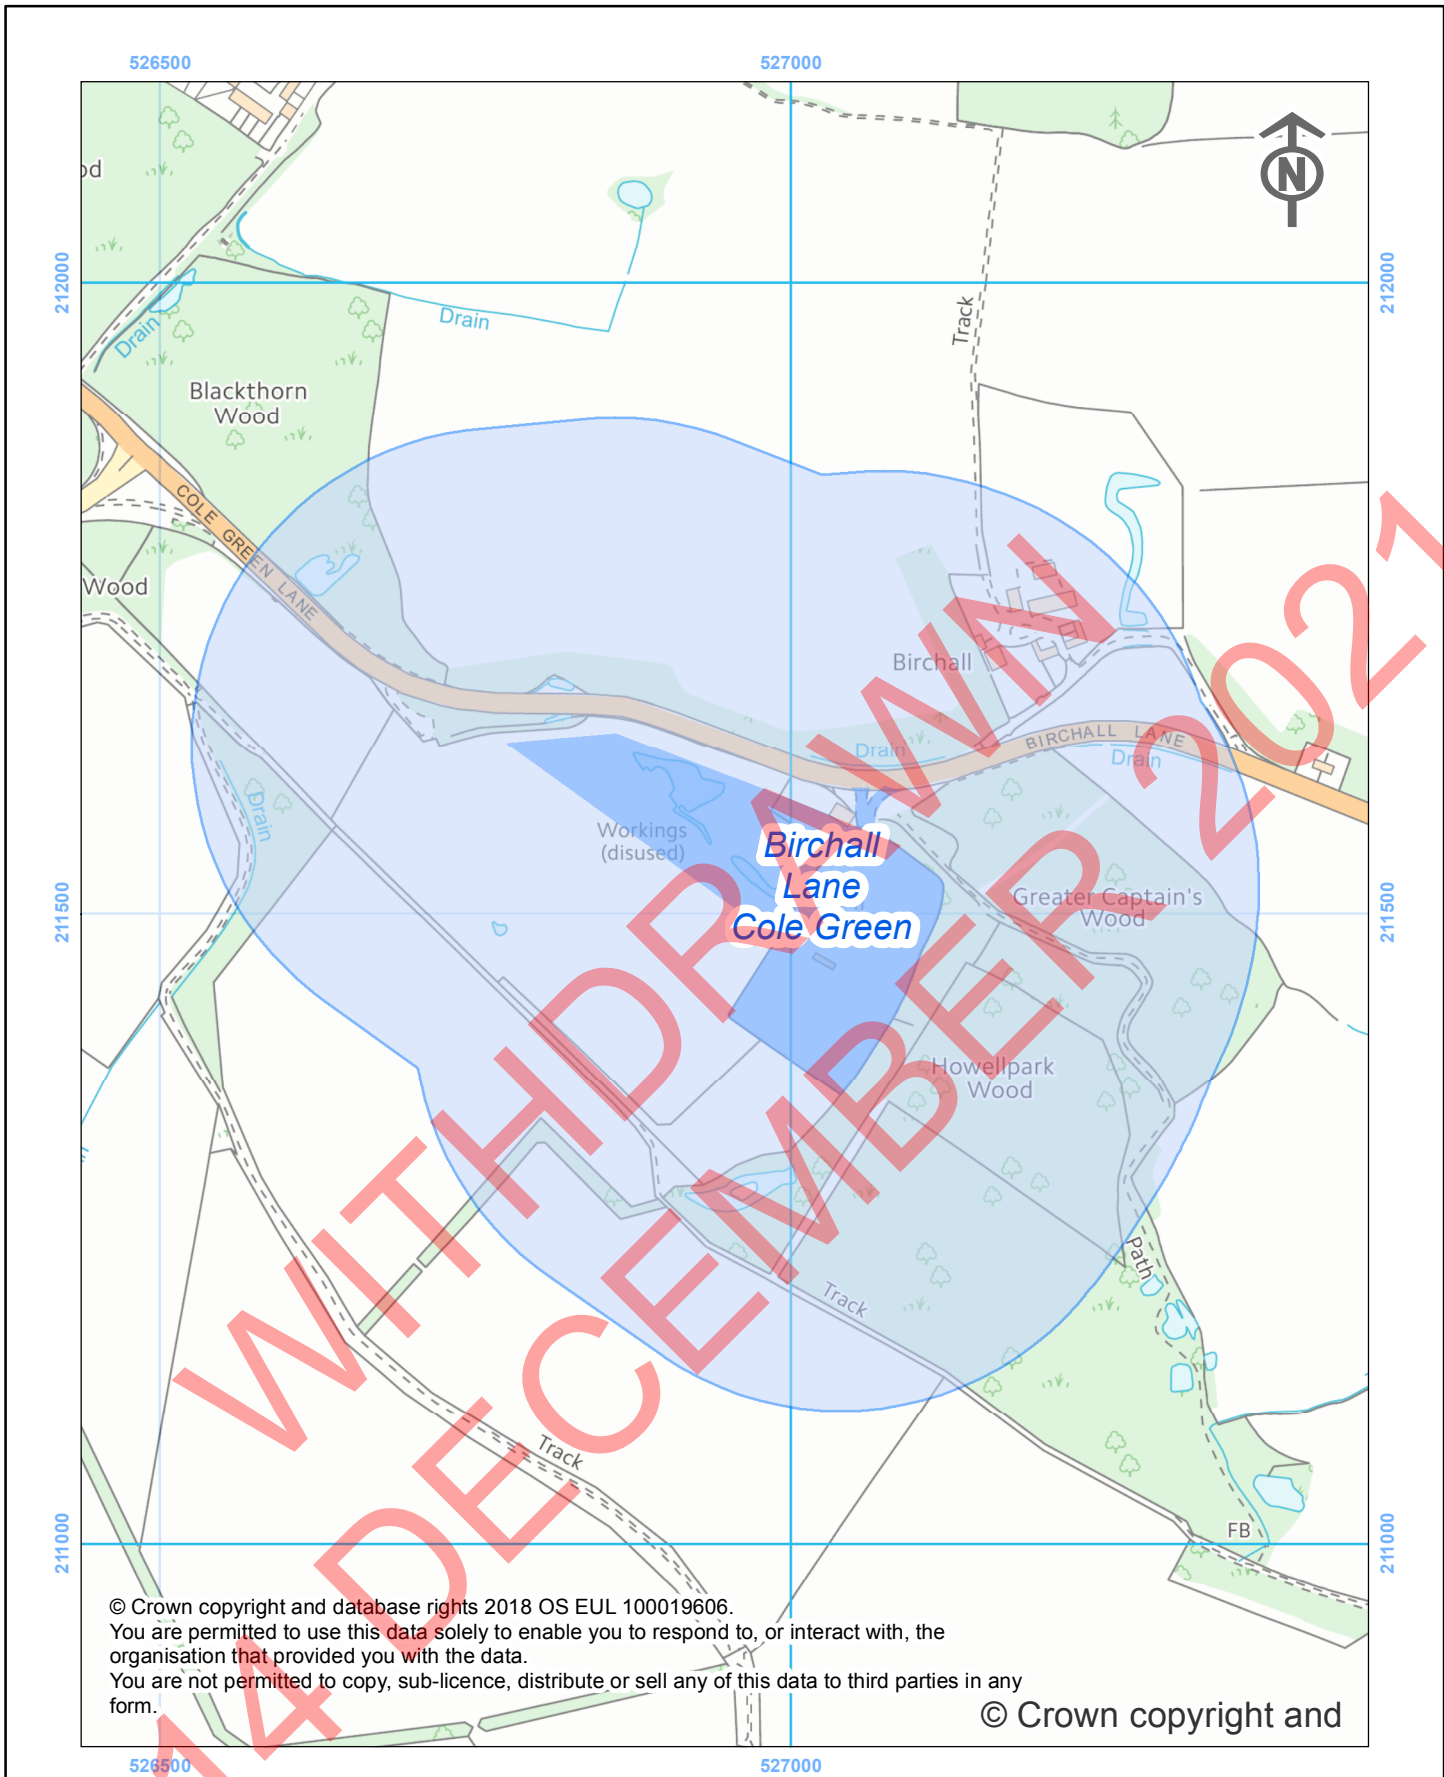 526500
527000
N
od
212000
212000
Drain
Drain
Track
Blackthorn
Wood
COLE GREEN LANE
Wood
Birchall
Drain
BIRCHALL LANE
Drain
Drain
Workings
(disused)
Birchall
Lane
Cole Green
Greater Captain's
Wood
211500
211500
Howellpark
Wood
Path
Track
Track
FB
211000
211000
WITHDRAWN
14 DECEMBER 2021
© Crown copyright and database rights 2018 OS EUL 100019606.
You are permitted to use this data solely to enable you to respond to, or interact with, the
organisation that provided you with the data.
You are not permitted to copy, sub-licence, distribute or sell any of this data to third parties in any
form.
© Crown copyright and
526500
527000